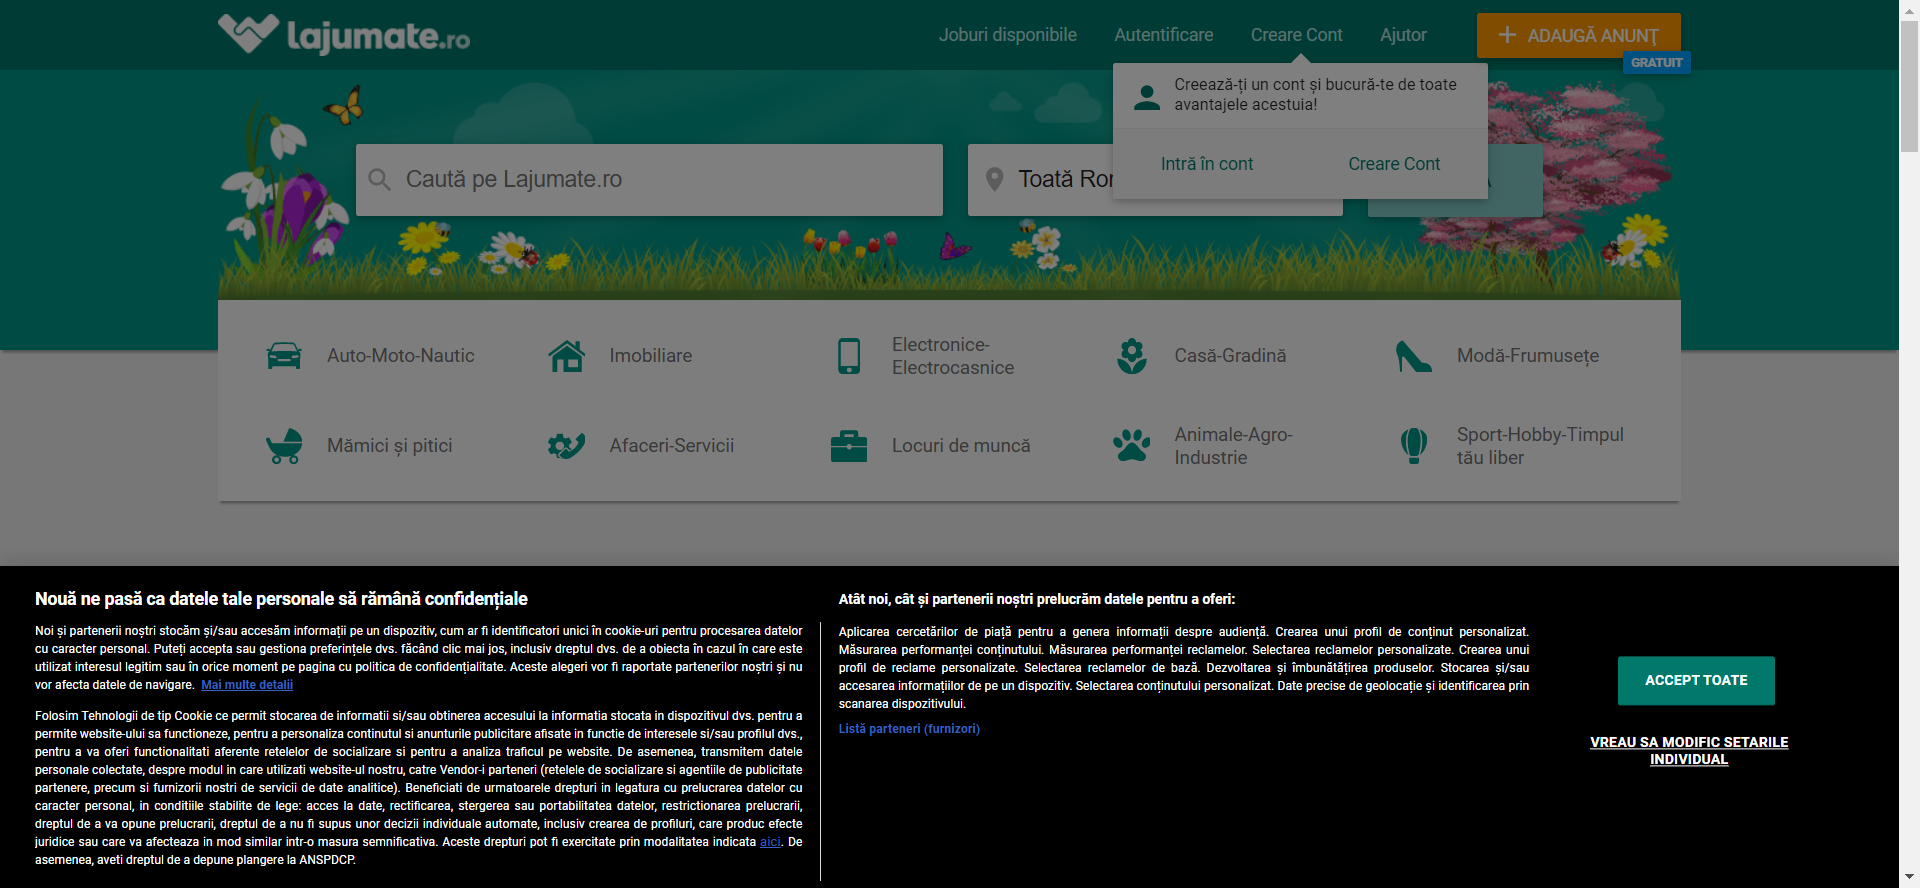 Lajumate.ro
Joburi disponibile
Autentificare
Creare Cont
Ajutor
+ ADAUGĂ ANUNŢ
GRATUIT
Creează-ți un cont și bucură-te de toate
avantajele acestuia!
Intră în cont
Creare Cont
Caută pe Lajumate.ro
Toată
Auto-Moto-Nautic
Imobiliare
Electronice-
Electrocasnice
Casă-Gradină
Modă-Frumusețe
Mămici și pitici
Afaceri-Servicii
Locuri de muncă
Animale-Agro-
Industrie
Sport-Hobby-Timpul
tău liber
Nouă ne pasă ca datele tale personale să rămână confidențiale
Noi și partenerii noștri stocăm și/sau accesăm informații pe un dispozitiv, cum ar fi identificatori unici în cookie-uri pentru procesarea datelor
cu caracter personal. Puteți accepta sau gestiona preferințele dvs. făcând clic mai jos, inclusiv dreptul dvs. de a obiecta în cazul în care este
utilizat interesul legitim sau în orice moment pe pagina cu politica de confidențialitate. Aceste alegeri vor fi raportate partenerilor noștri și nu
vor afecta datele de navigare. Mai multe detalii
Folosim Tehnologii de tip Cookie ce permit stocarea de informatii si/sau obtinerea accesului la informatia stocata in dispozitivul dvs. pentru a
permite website-ului sa functioneze, pentru a personaliza continutul si anunturile publicitare afisate in functie de interesele si/sau profilul dvs.,
pentru a va oferi functionalitati aferente retelelor de socializare si pentru a analiza traficul pe website. De asemenea, transmitem datele
personale colectate, despre modul in care utilizati website-ul nostru, catre Vendor-i parteneri (retelele de socializare si agentiile de publicitate
partenere, precum si furnizorii nostri de servicii de date analitice). Beneficiati de urmatoarele drepturi in legatura cu prelucrarea datelor cu
caracter personal, in conditiile stabilite de lege: acces la date, rectificarea, stergerea sau portabilitatea datelor, restrictionarea prelucrarii,
dreptul de a va opune prelucrarii, dreptul de a nu fi supus unor decizii individuale automate, inclusiv crearea de profiluri, care produc efecte
juridice sau care va afecteaza in mod similar intr-o masura semnificativa. Aceste drepturi pot fi exercitate prin modalitatea indicata aici. De
asemenea, aveti dreptul de a depune plangere la ANSPDCP.
Atât noi, cât și partenerii noștri prelucrăm datele pentru a oferi:
Aplicarea cercetărilor de piață pentru a genera informații despre audiență. Crearea unui profil de conținut personalizat.
Măsurarea performanței conținutului. Măsurarea performanței reclamelor. Selectarea reclamelor personalizate. Crearea unui
profil de reclame personalizate. Selectarea reclamelor de bază. Dezvoltarea și îmbunătățirea produselor. Stocarea și/sau
accesarea informațiilor de pe un dispozitiv. Selectarea conținutului personalizat. Date precise de geolocație și identificarea prin
scanarea dispozitivului.
Listă parteneri (furnizori)
ACCEPT TOATE
VREAU SA MODIFIC SETARILE
INDIVIDUAL